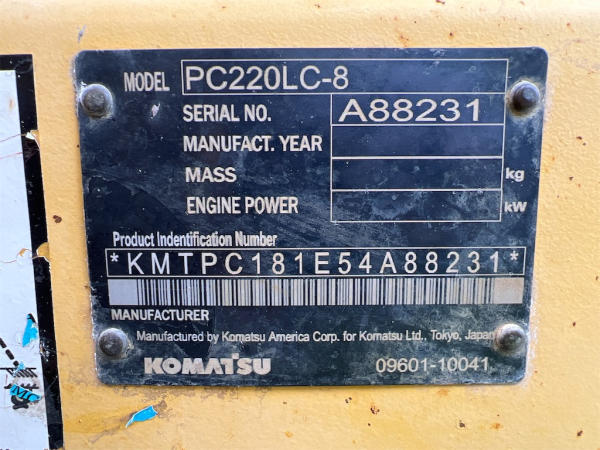 MODEL PC220LC-8
SERIAL NO. A88231
MANUFACT. YEAR
MASS kg
ENGINE POWER kW
Product Indentification Number
*KMTPC181E54A88231*
MANUFACTURER
Manufactured by Komatsu America Corp. for Komatsu Ltd., Tokyo, Japan
KOMATSU 09601-10041
MC